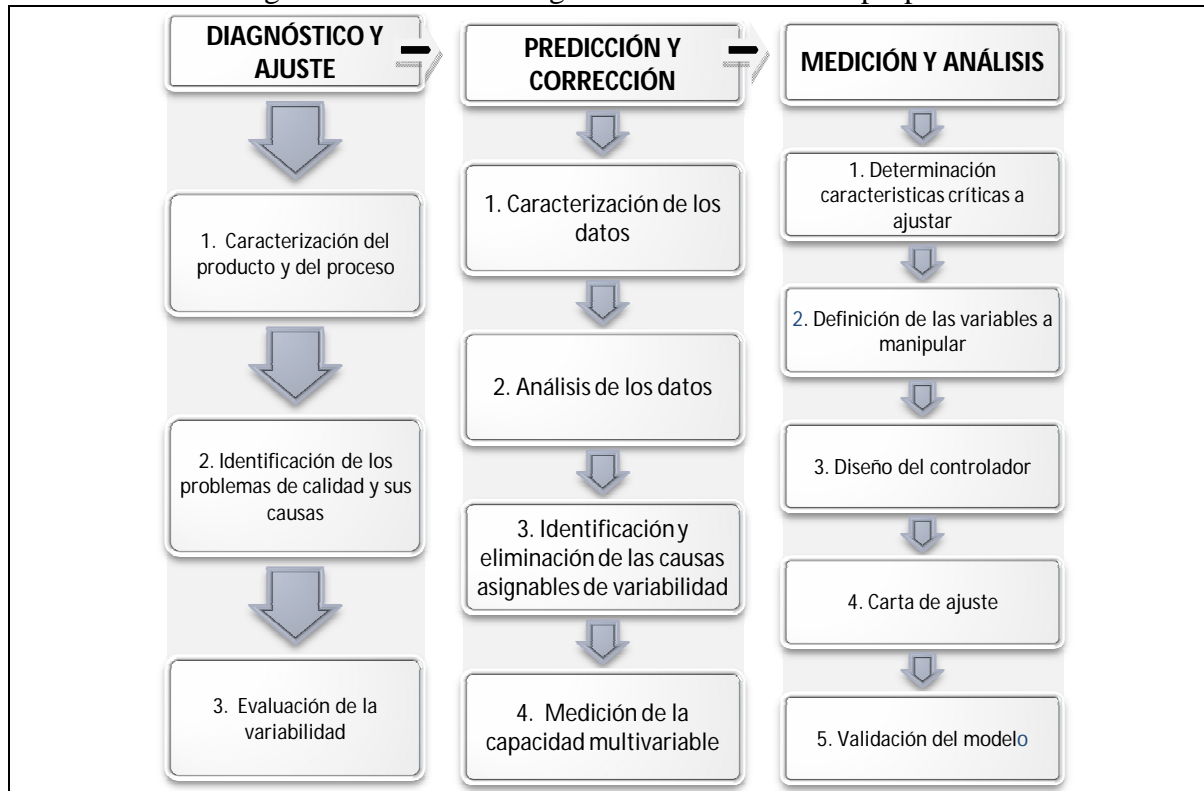 DIAGNÓSTICO Y
AJUSTE
1. Caracterización del
producto y del proceso
2. Identificación de los
problemas de calidad y sus
causas
3. Evaluación de la
variabilidad
PREDICCIÓN Y
CORRECCIÓN
1. Caracterización de los
datos
2. Análisis de los datos
3. Identificación y
eliminación de las causas
asignables de variabilidad
4. Medición de la
capacidad multivariable
MEDICIÓN Y ANÁLISIS
1. Determinación
caracteristicas críticas a
ajustar
2. Definición de las variables a
manipular
3. Diseño del controlador
4. Carta de ajuste
5. Validación del modelo